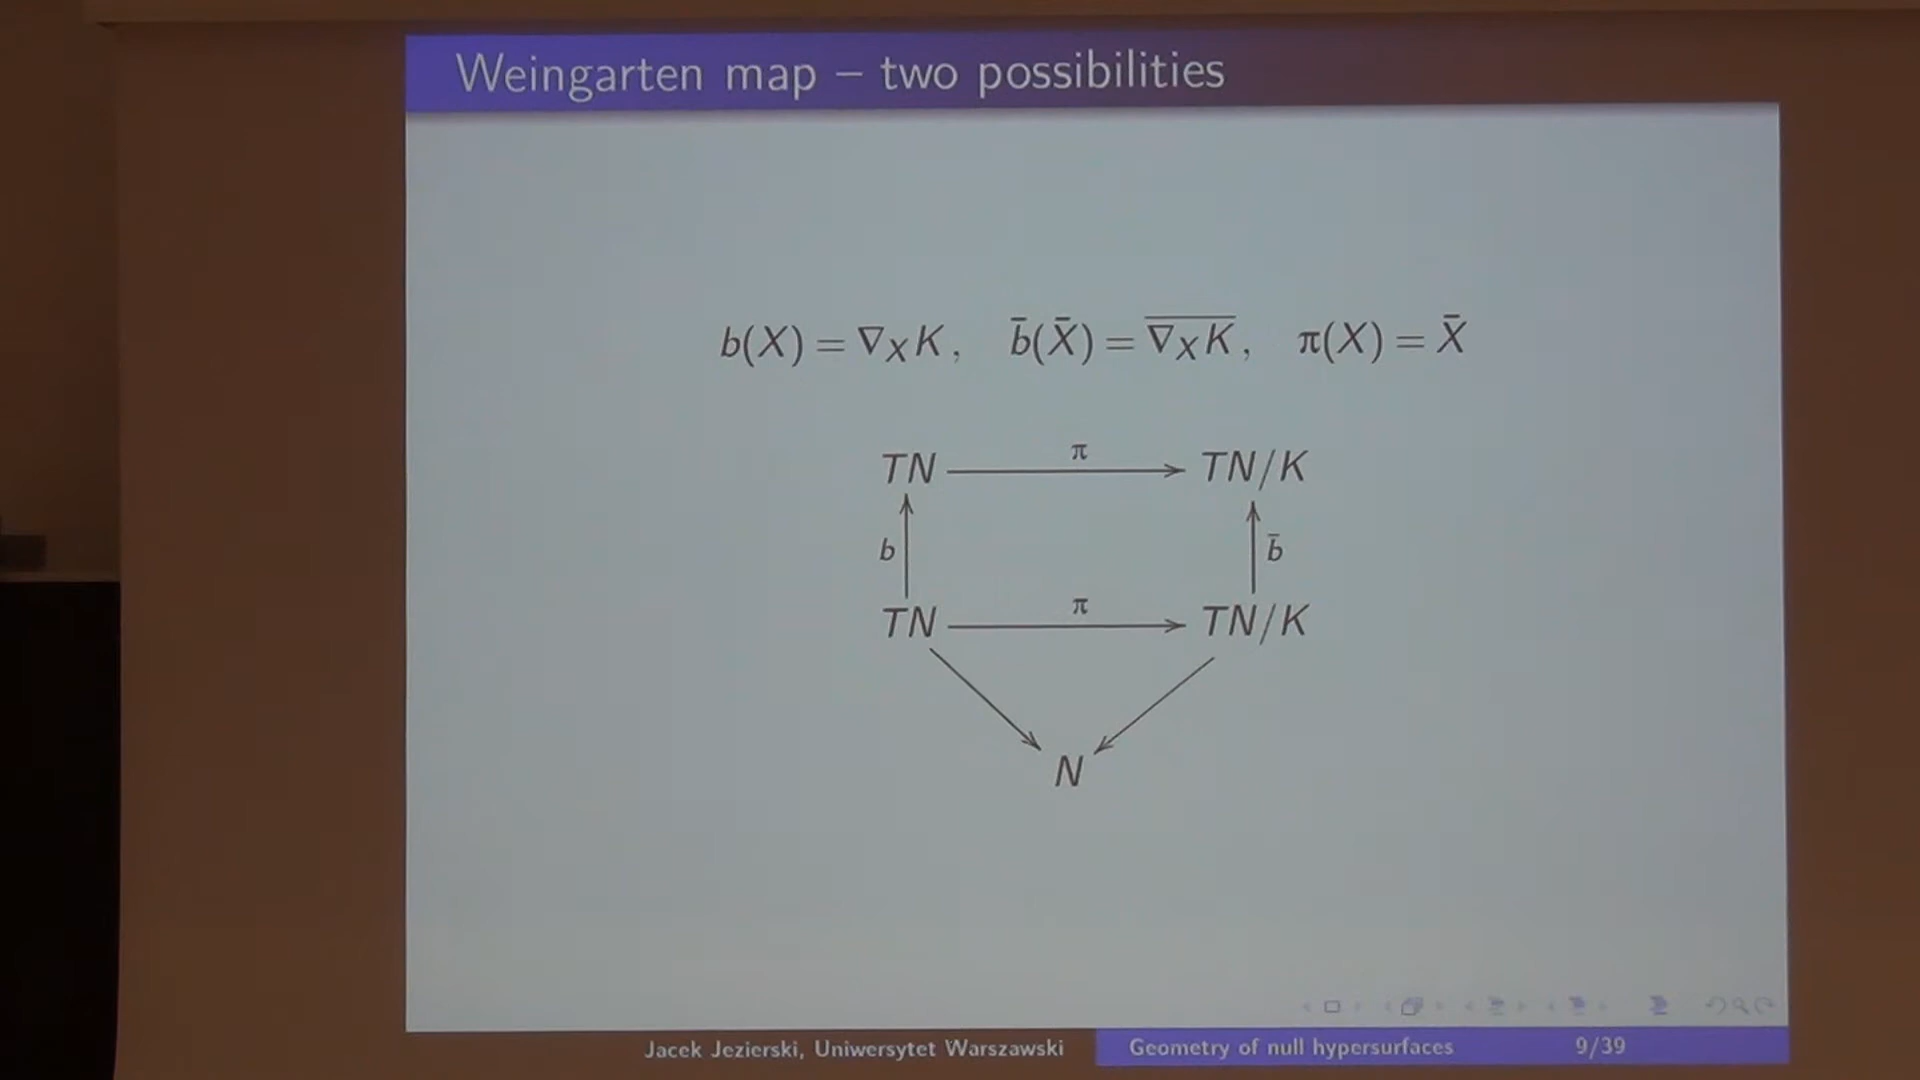 Weingarten map – two possibilities
b(X) = ∇_X K , b̄(X̄) = \overline{∇_X K} , π(X) = X̄
TN π TN/K
b b̄
TN π TN/K
N
Jacek Jezierski, Uniwersytet Warszawski Geometry of null hypersurfaces 9/39